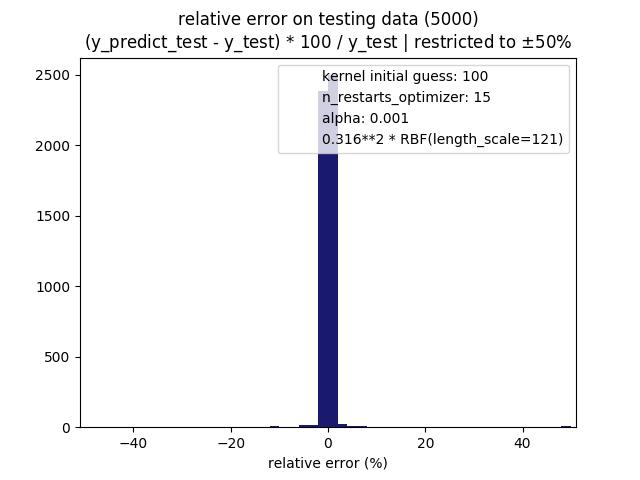 relative error on testing data (5000)
(y_predict_test - y_test) * 100 / y_test | restricted to ±50%
kernel initial guess: 100
n_restarts_optimizer: 15
alpha: 0.001
0.316**2 * RBF(length_scale=121)
2500
2000
1500
1000
500
0
−40
−20
0
20
40
relative error (%)